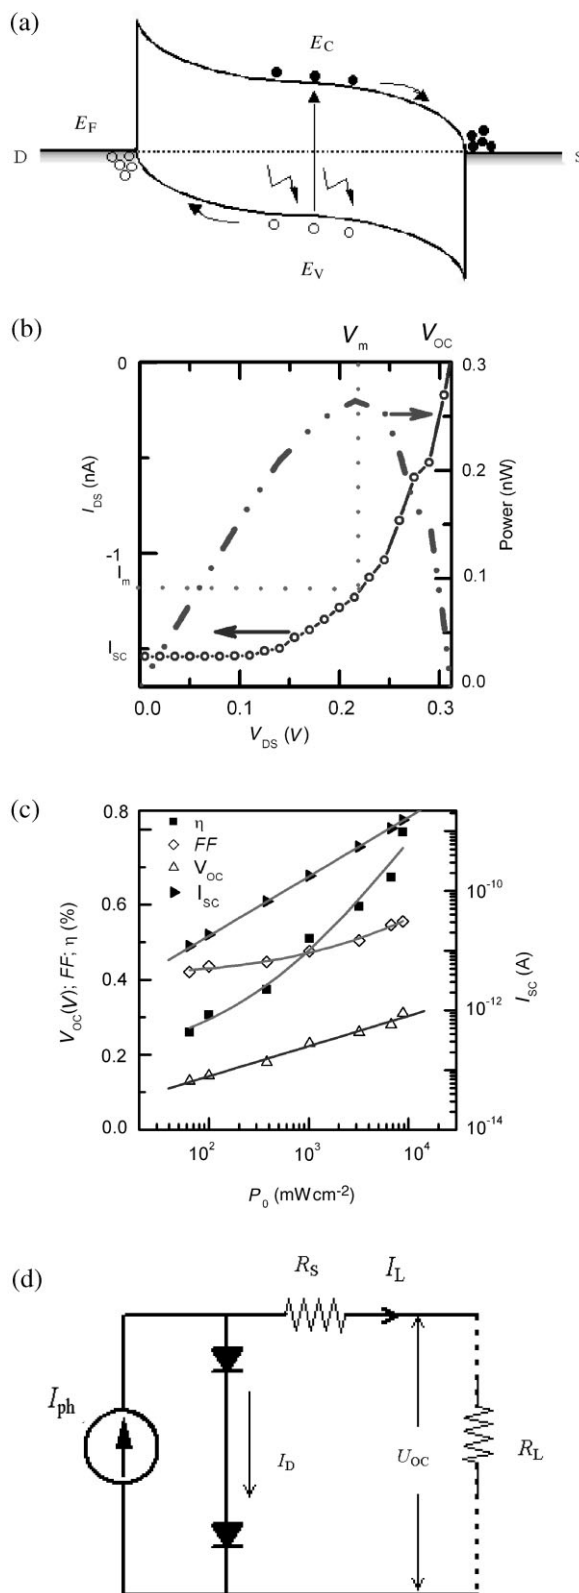 (a)
E_C
E_F
D
S
E_V
(b)
V_m
V_OC
0
0.3
0.2
I_DS (nA)
Power (nW)
-1
I_m
0.1
I_SC
0.0
0.0
0.1
0.2
0.3
V_DS (V)
(c)
0.8
η
FF
V_OC
I_SC
0.6
10^-10
0.4
V_OC(V); FF; η (%)
I_SC (A)
10^-12
0.2
0.0
10^-14
10^2
10^3
10^4
P_0 (mWcm-2)
(d)
R_S
I_L
I_ph
I_D
U_OC
R_L